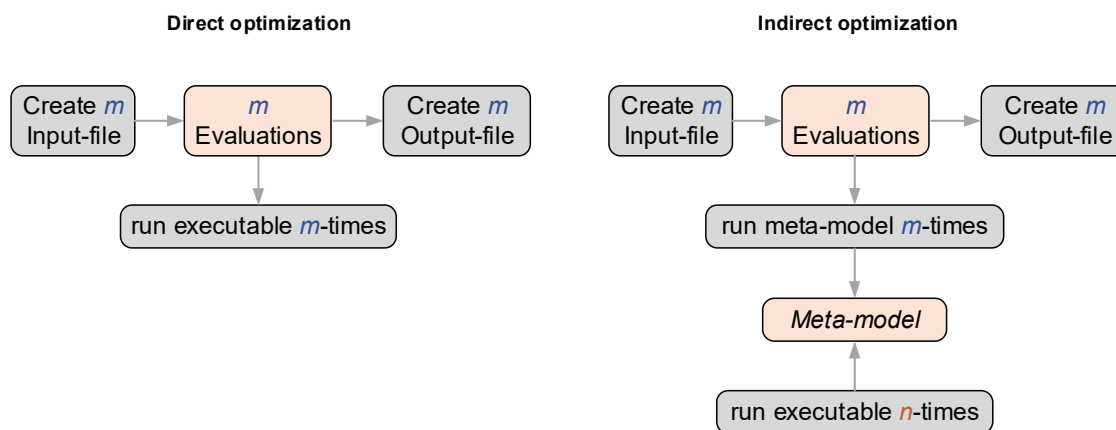 Direct optimization
Create m
Input-file
m
Evaluations
Create m
Output-file
run executable m-times
Indirect optimization
Create m
Input-file
m
Evaluations
Create m
Output-file
run meta-model m-times
Meta-model
run executable n-times